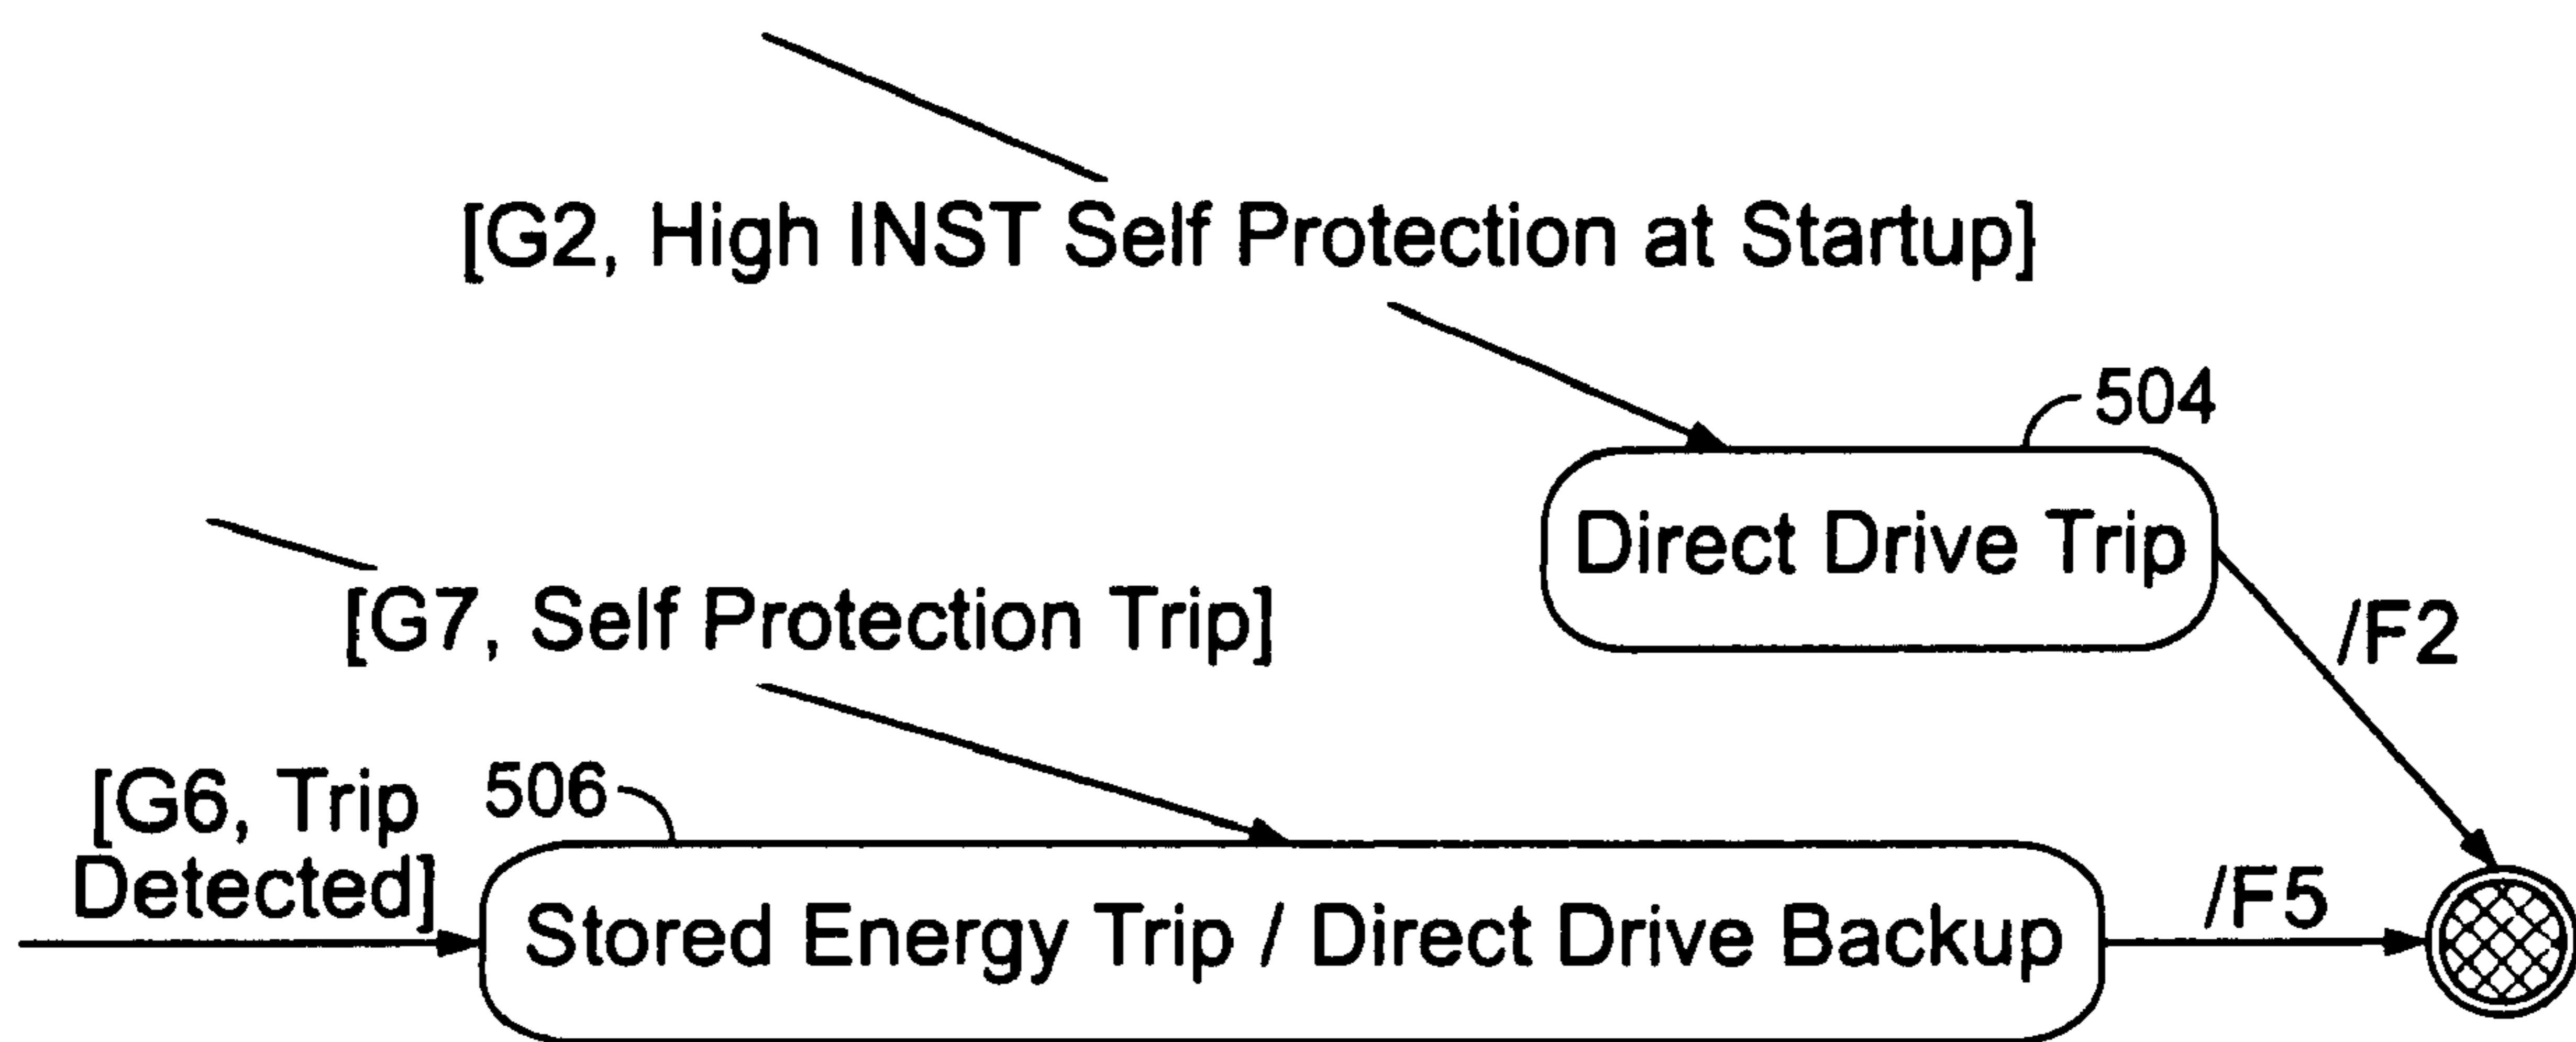 [G2, High INST Self Protection at Startup]
504
Direct Drive Trip
/F2
[G7, Self Protection Trip]
[G6, Trip
Detected]
506
Stored Energy Trip / Direct Drive Backup
/F5